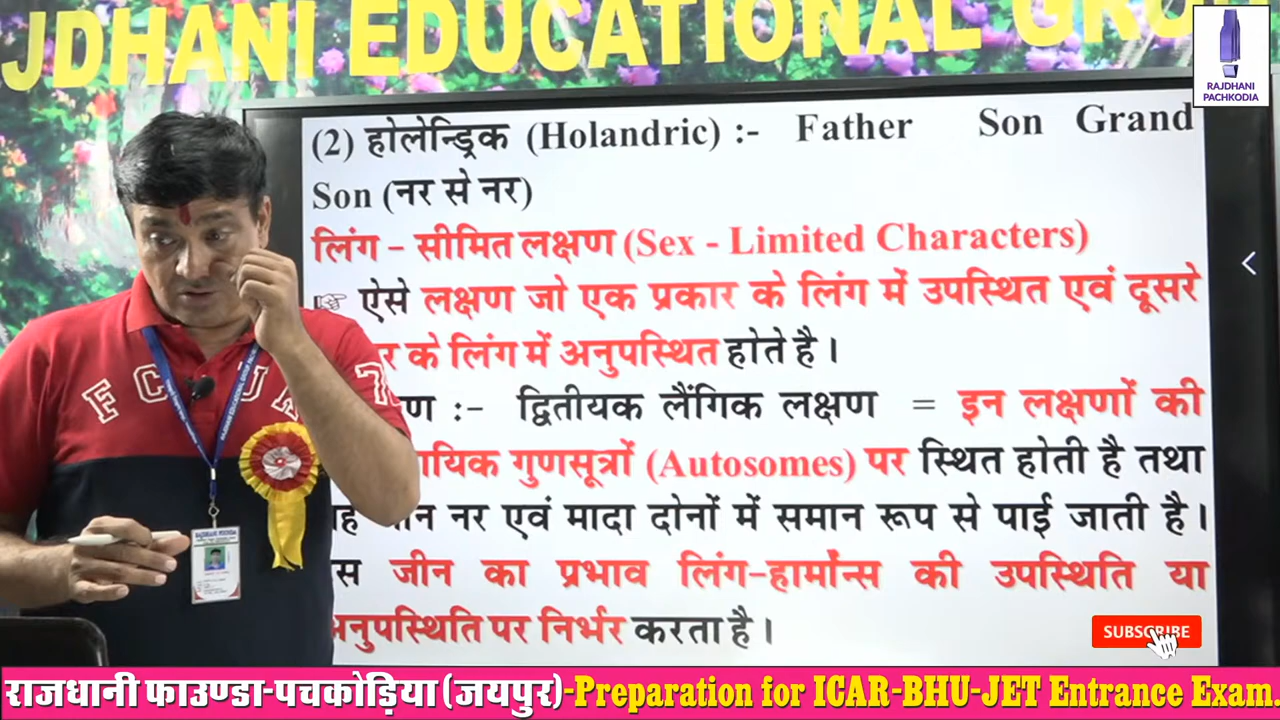 JDHANI EDUCATIONAL GRO
RAJDHANI
PACHKODIA
(2) होलेन्ड्रिक (Holandric) :- Father Son Grand
Son (नर से नर)
लिंग – सीमित लक्षण (Sex - Limited Characters)
☞ ऐसे लक्षण जो एक प्रकार के लिंग में उपस्थित एवं दूसरे
र के लिंग में अनुपस्थित होते है।
ण :- द्वितीयक लैंगिक लक्षण = इन लक्षणों की
ायिक गुणसूत्रों (Autosomes) पर स्थित होती है तथा
नर एवं मादा दोनों में समान रूप से पाई जाती है।
स जीन का प्रभाव लिंग-हार्मोन्स की उपस्थिति या
अनुपस्थिति पर निर्भर करता है।
SUBSCRIBE
राजधानी फाउण्डा-पचकोड़िया (जयपुर)-Preparation for ICAR-BHU-JET Entrance Exam.